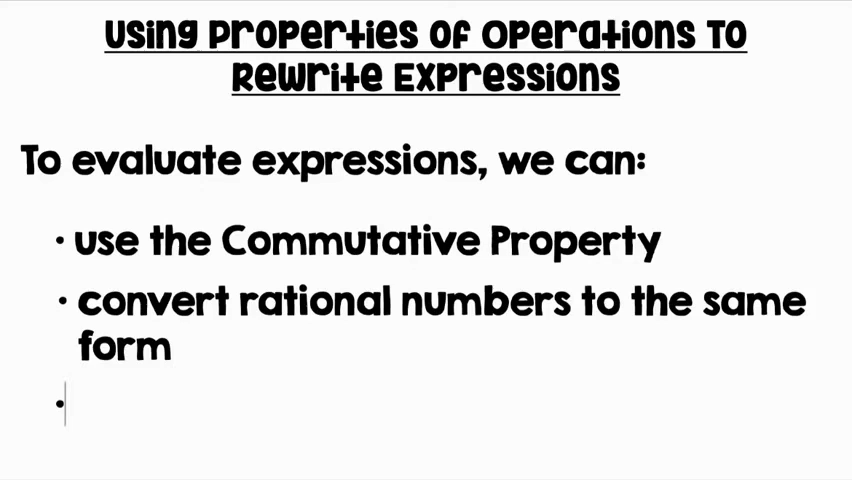 Using Properties of Operations To
Rewrite Expressions
To evaluate expressions, we can:
• use the Commutative Property
• convert rational numbers to the same
form
•